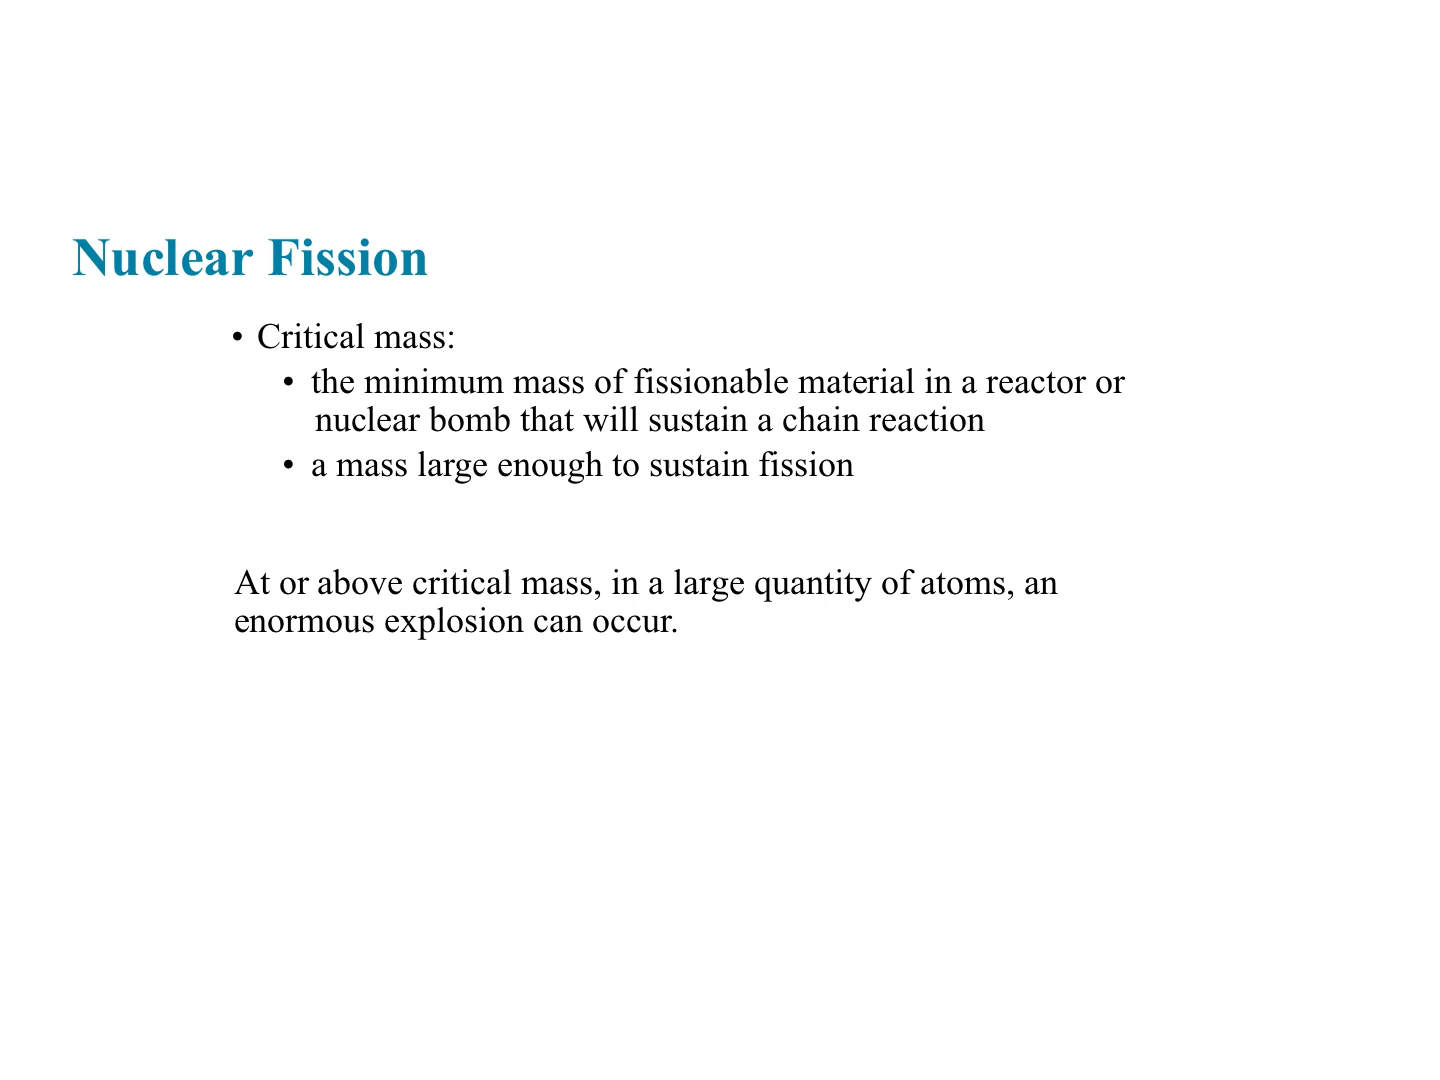 Nuclear Fission
• Critical mass:
• the minimum mass of fissionable material in a reactor or
nuclear bomb that will sustain a chain reaction
• a mass large enough to sustain fission
At or above critical mass, in a large quantity of atoms, an
enormous explosion can occur.